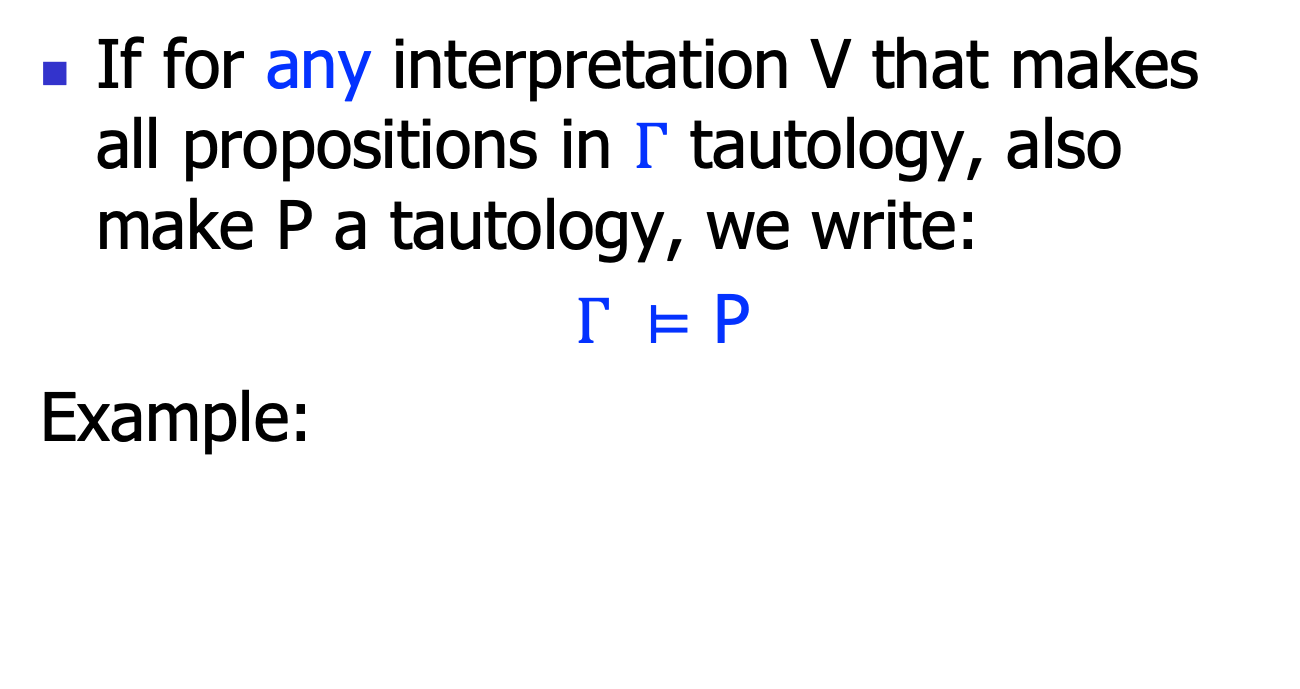 ▪ If for any interpretation V that makes
all propositions in Γ tautology, also
make P a tautology, we write:
Γ ⊨ P
Example: